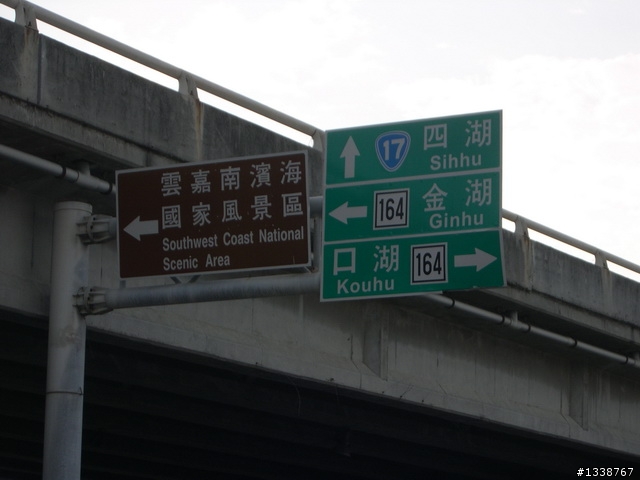 雲嘉南濱海
國家風景區
Southwest Coast National
Scenic Area
17 四湖
Sihhu
164 金湖
Ginhu
口湖 164
Kouhu
#1338767